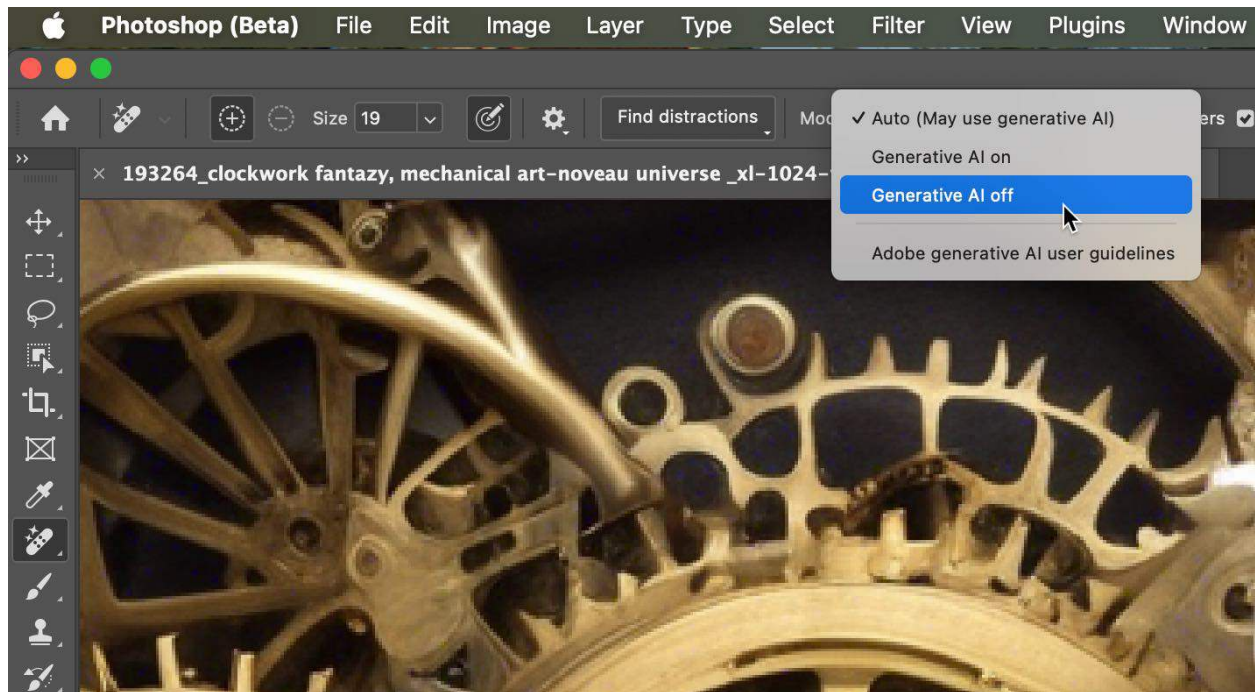 Photoshop (Beta) File Edit Image Layer Type Select Filter View Plugins Window
Size 19 Find distractions
Auto (May use generative AI)
Generative AI on
Generative AI off
Adobe generative AI user guidelines
193264_clockwork fantazy, mechanical art-noveau universe _xl-1024-